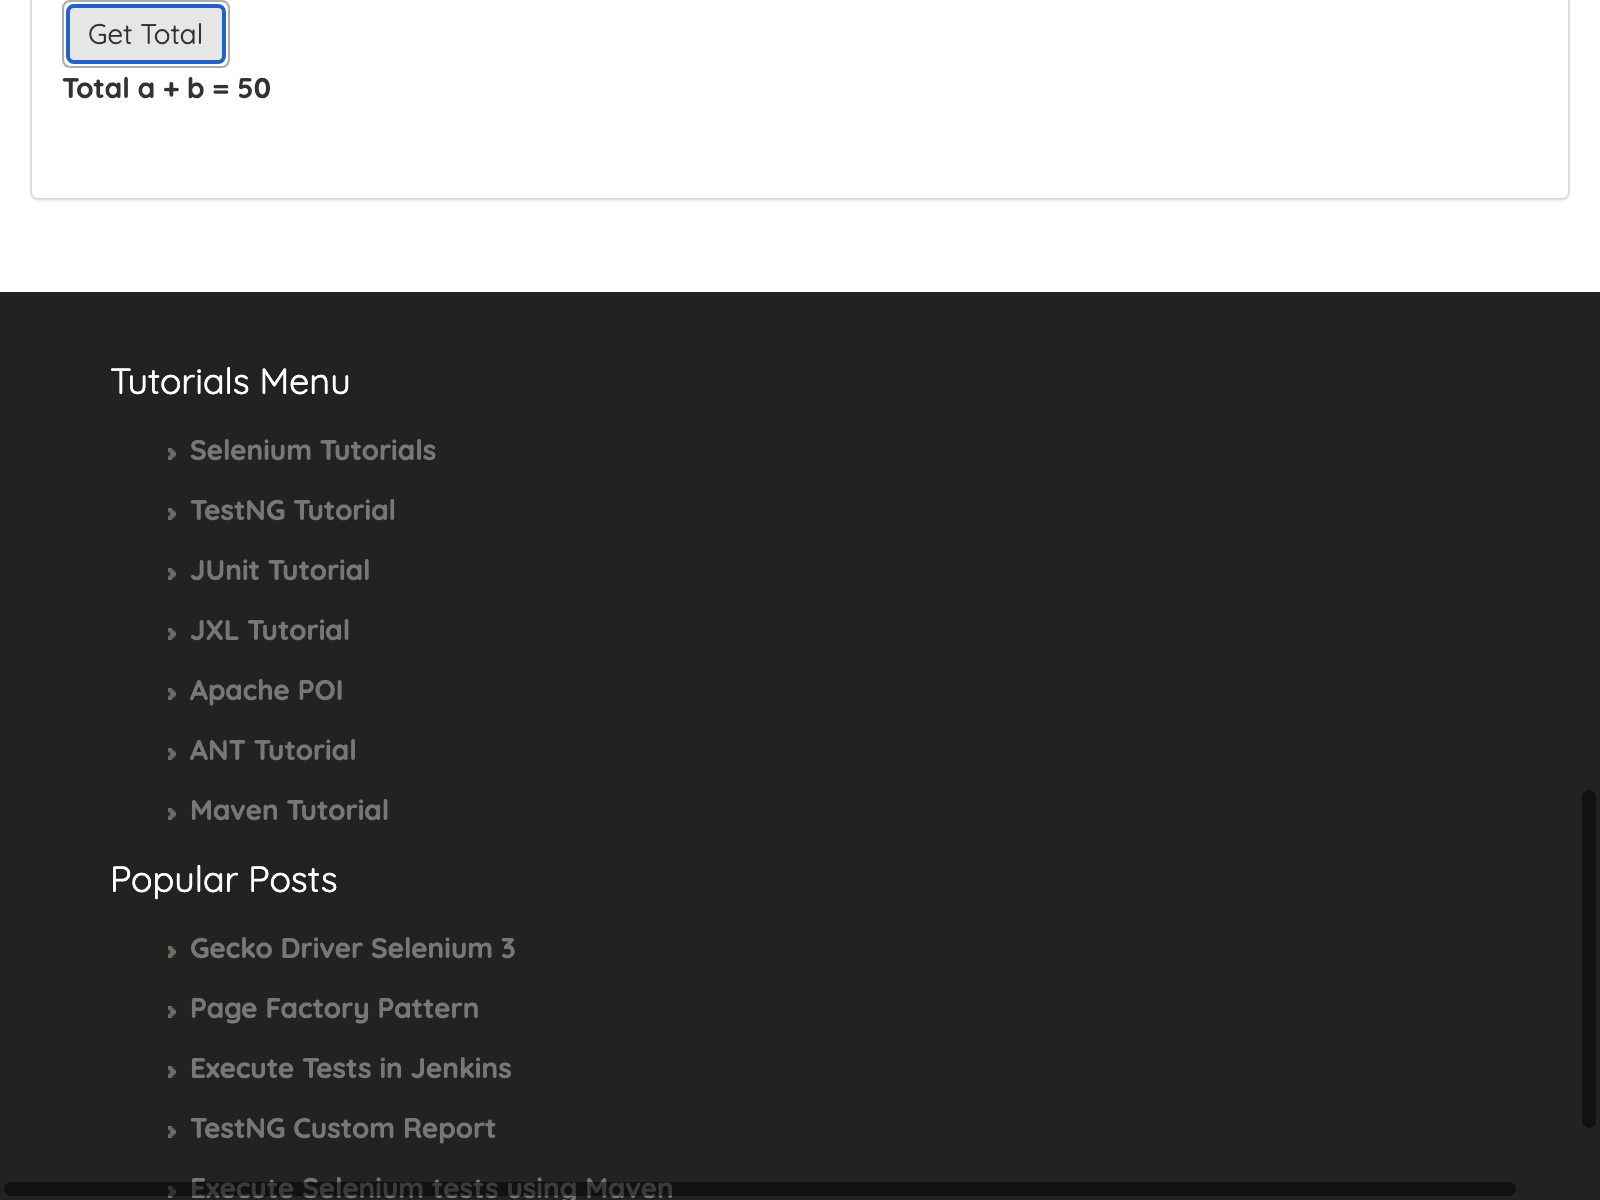 Get Total
Total a + b = 50
Tutorials Menu
Selenium Tutorials
TestNG Tutorial
JUnit Tutorial
JXL Tutorial
Apache POI
ANT Tutorial
Maven Tutorial
Popular Posts
Gecko Driver Selenium 3
Page Factory Pattern
Execute Tests in Jenkins
TestNG Custom Report
Execute Selenium tests using Maven